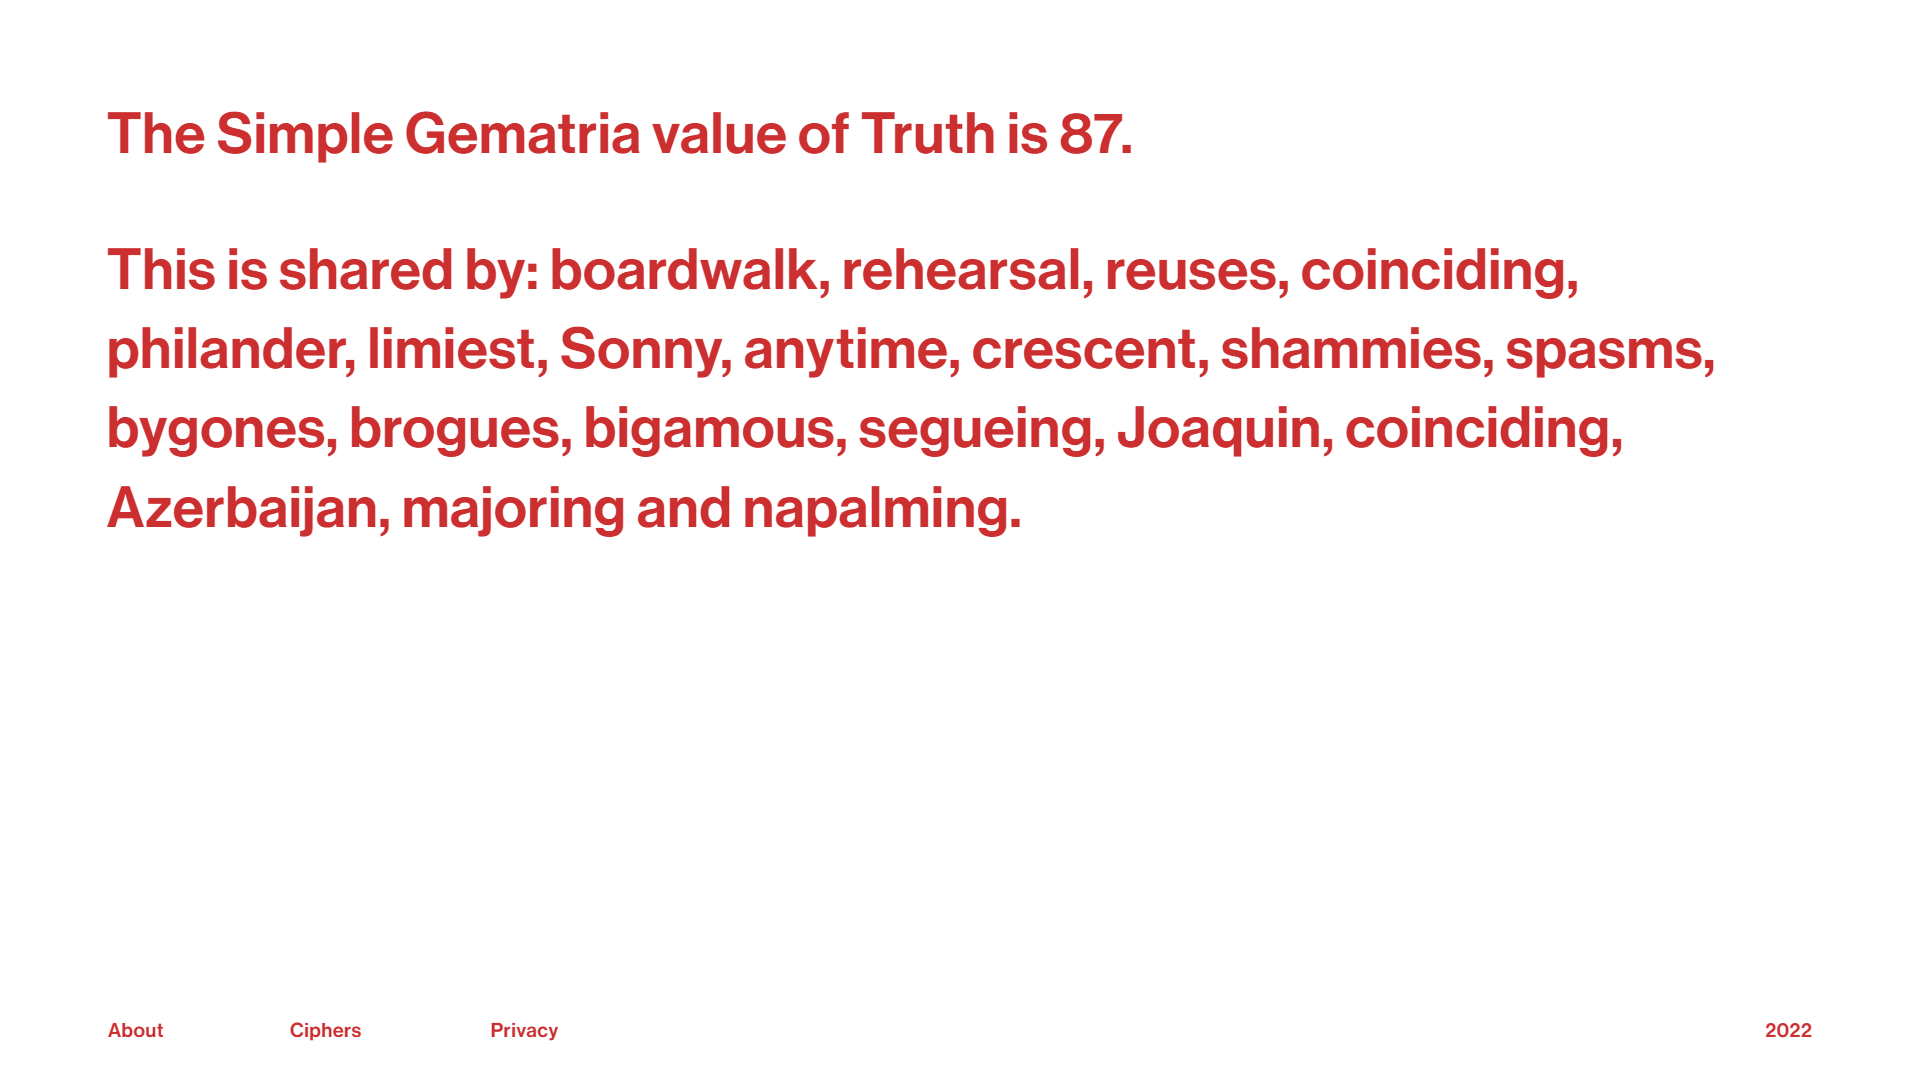 The Simple Gematria value of Truth is 87.
This is shared by: boardwalk, rehearsal, reuses, coinciding,
philander, limiest, Sonny, anytime, crescent, shammies, spasms,
bygones, brogues, bigamous, segueing, Joaquin, coinciding,
Azerbaijan, majoring and napalming.
About Ciphers Privacy 2022